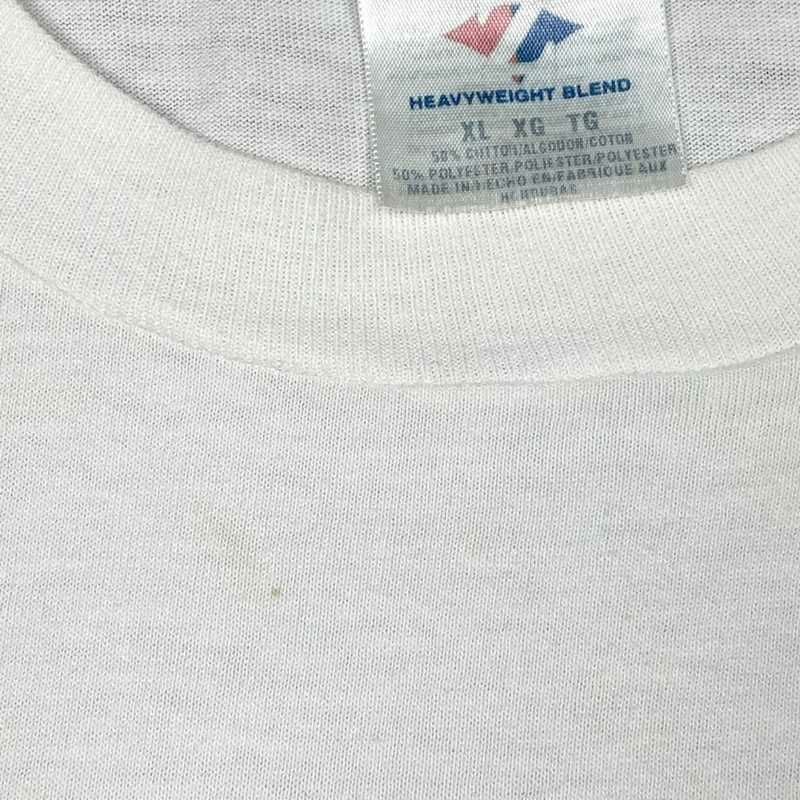 HEAVYWEIGHT BLEND
XL XG TG
50% COTTON/ALGODON/COTON
50% POLYESTER/POLIESTER/POLYESTER
MADE IN/HECHO EN/FABRIQUE AUX
HONDURAS